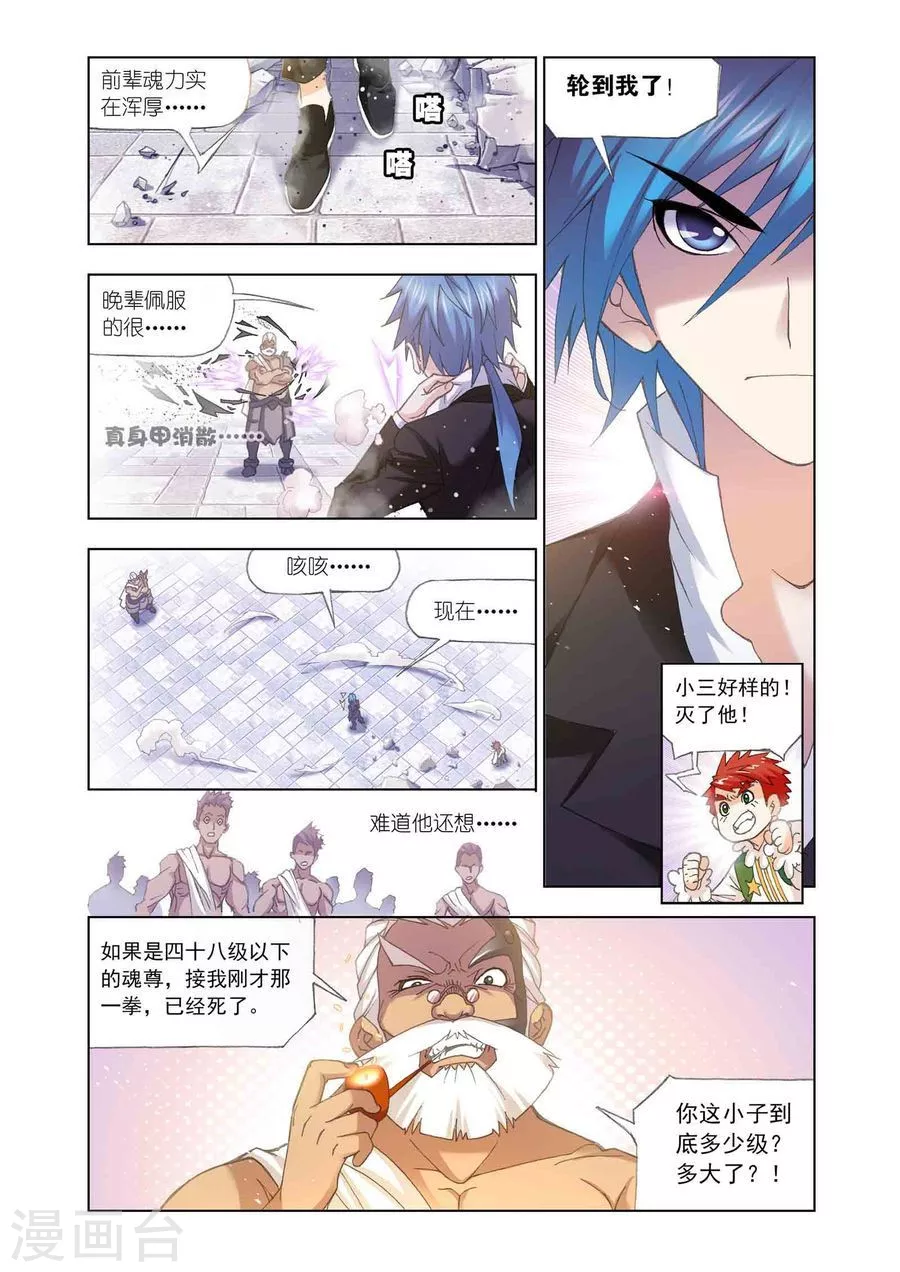 前辈魂力实
在浑厚······
嗒
嗒
晚辈佩服
的很······
真身甲消散······
咳咳······
现在······
轮到我了！
小三好样的！
灭了他！
难道他还想······
如果是四十八级以下
的魂尊，接我刚才那
一拳，已经死了。
你这小子到
底多少级？
多大了？！
漫画台